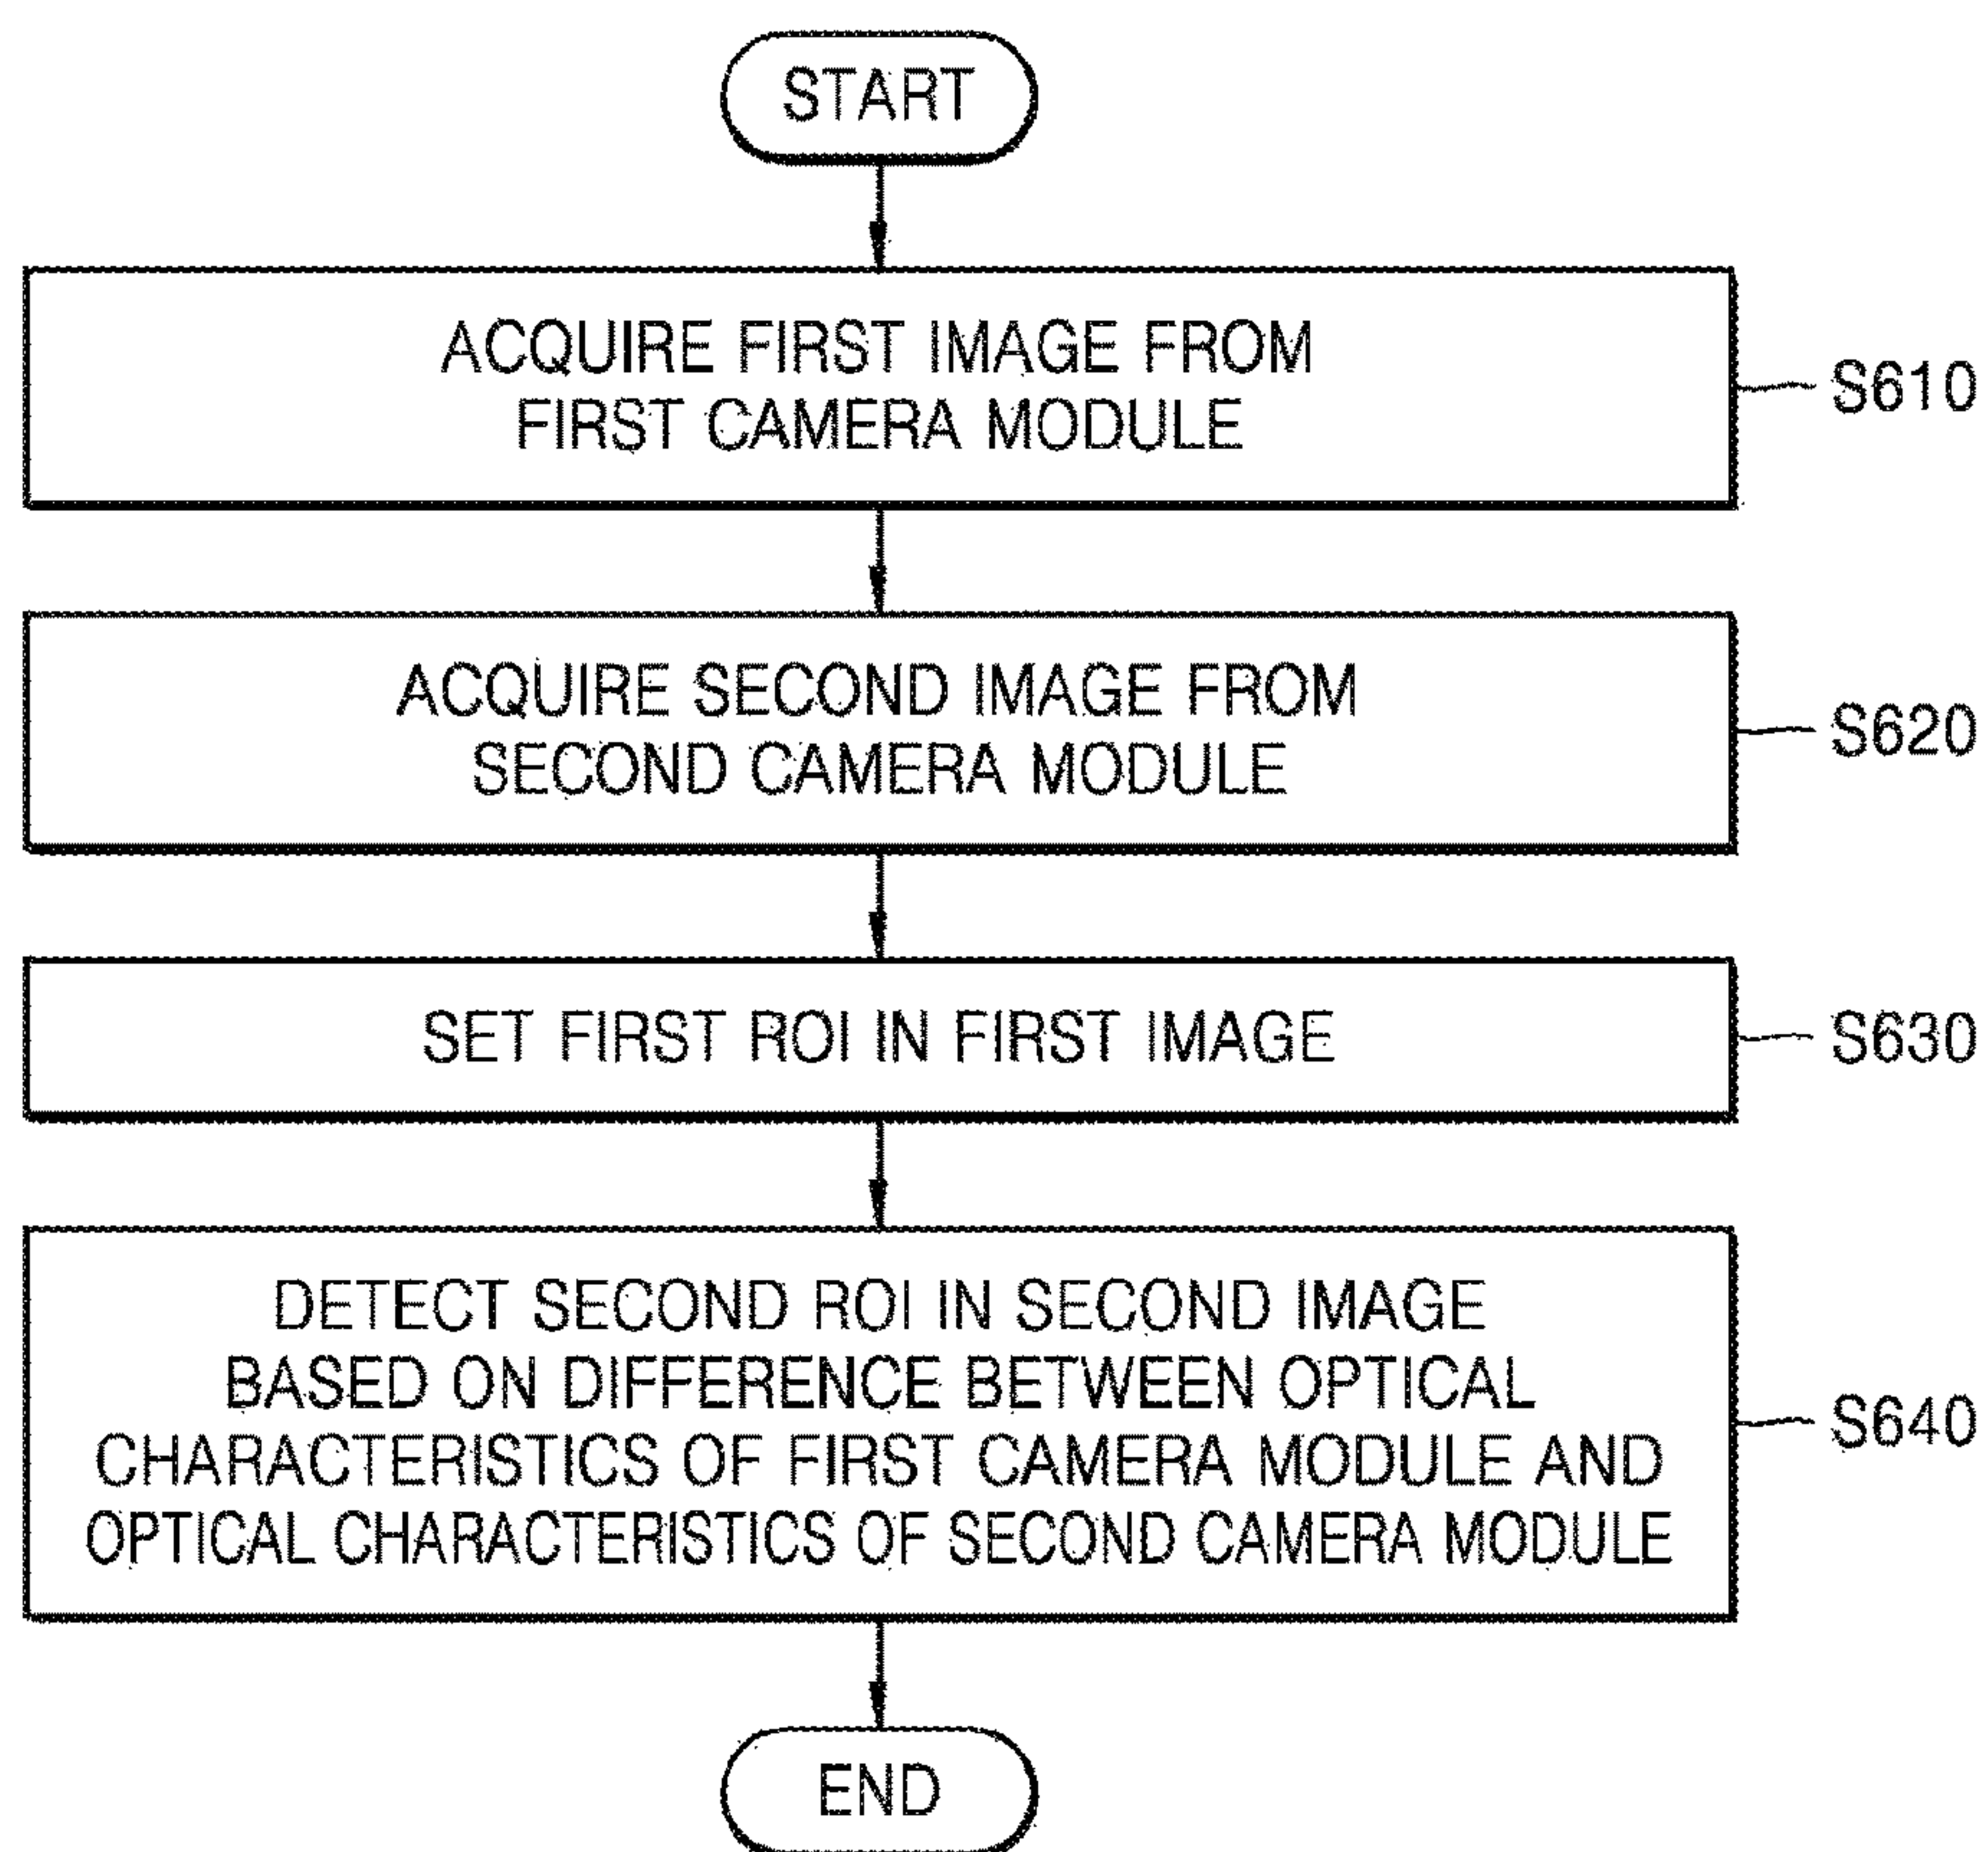 START
ACQUIRE FIRST IMAGE FROM
FIRST CAMERA MODULE
S610
ACQUIRE SECOND IMAGE FROM
SECOND CAMERA MODULE
S620
SET FIRST ROI IN FIRST IMAGE
S630
DETECT SECOND ROI IN SECOND IMAGE
BASED ON DIFFERENCE BETWEEN OPTICAL
CHARACTERISTICS OF FIRST CAMERA MODULE AND
OPTICAL CHARACTERISTICS OF SECOND CAMERA MODULE
S640
END